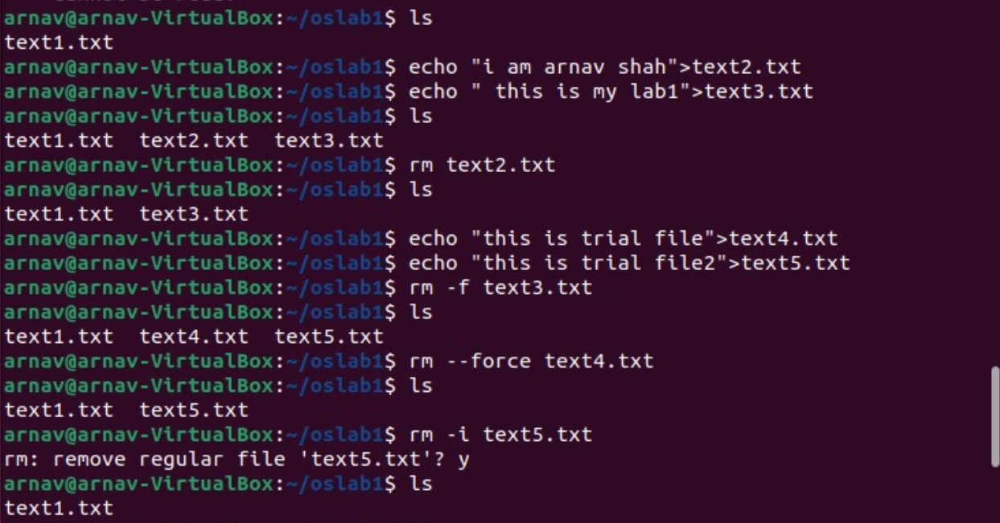 arnav@arnav-VirtualBox:~/oslab1$ ls
text1.txt
arnav@arnav-VirtualBox:~/oslab1$ echo "i am arnav shah">text2.txt
arnav@arnav-VirtualBox:~/oslab1$ echo " this is my lab1">text3.txt
arnav@arnav-VirtualBox:~/oslab1$ ls
text1.txt  text2.txt  text3.txt
arnav@arnav-VirtualBox:~/oslab1$ rm text2.txt
arnav@arnav-VirtualBox:~/oslab1$ ls
text1.txt  text3.txt
arnav@arnav-VirtualBox:~/oslab1$ echo "this is trial file">text4.txt
arnav@arnav-VirtualBox:~/oslab1$ echo "this is trial file2">text5.txt
arnav@arnav-VirtualBox:~/oslab1$ rm -f text3.txt
arnav@arnav-VirtualBox:~/oslab1$ ls
text1.txt  text4.txt  text5.txt
arnav@arnav-VirtualBox:~/oslab1$ rm --force text4.txt
arnav@arnav-VirtualBox:~/oslab1$ ls
text1.txt  text5.txt
arnav@arnav-VirtualBox:~/oslab1$ rm -i text5.txt
rm: remove regular file 'text5.txt'? y
arnav@arnav-VirtualBox:~/oslab1$ ls
text1.txt